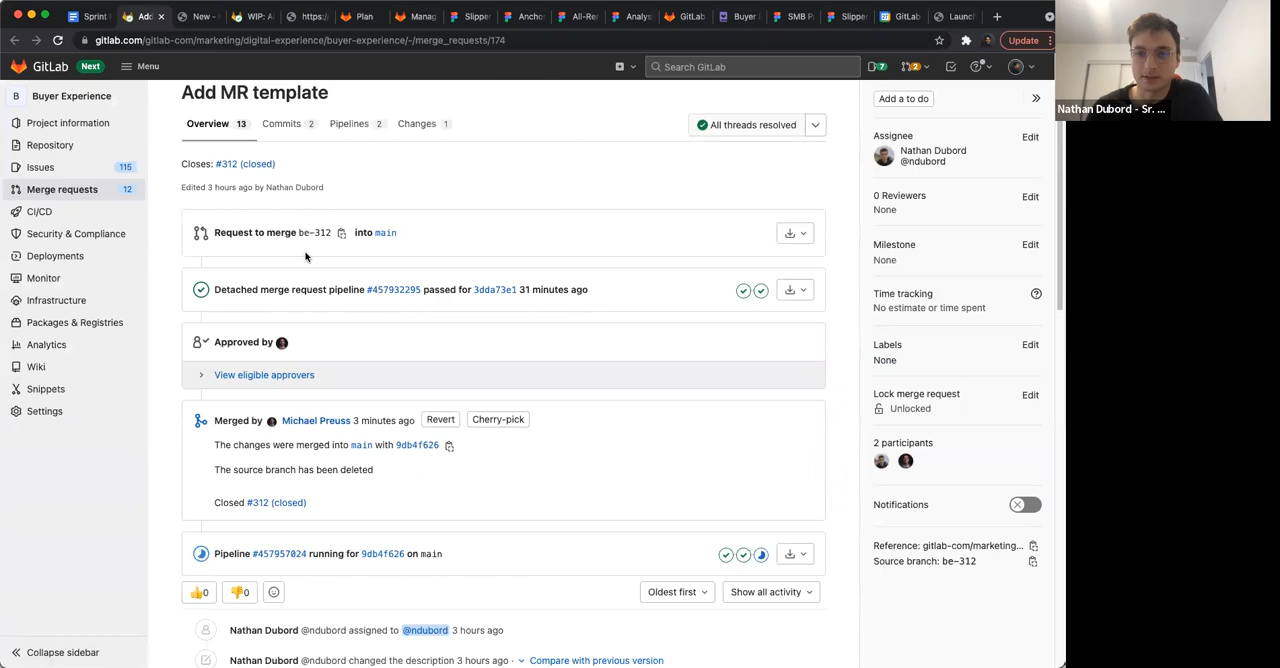 Sprint
Add
New -
WIP: A
https:/
Plan
Manag
Slipper
Anchor
All-Re
Analys
GitLab
Buyer
SMB P
Slipper
GitLab
Launc
gitlab.com/gitlab-com/marketing/digital-experience/buyer-experience/-/merge_requests/174
Update
GitLab Next Menu
Search GitLab
7
2
B Buyer Experience
Project information
Repository
Issues 115
Merge requests 12
CI/CD
Security & Compliance
Deployments
Monitor
Infrastructure
Packages & Registries
Analytics
Wiki
Snippets
Settings
Collapse sidebar
Add MR template
Overview 13 Commits 2 Pipelines 2 Changes 1
All threads resolved
Closes: #312 (closed)
Edited 3 hours ago by Nathan Dubord
Request to merge be-312 into main
Detached merge request pipeline #457932295 passed for 3dda73e1 31 minutes ago
Approved by
View eligible approvers
Merged by Michael Preuss 3 minutes ago Revert Cherry-pick
The changes were merged into main with 9db4f626
The source branch has been deleted
Closed #312 (closed)
Pipeline #457957024 running for 9db4f626 on main
0 0
Oldest first Show all activity
Nathan Dubord @ndubord assigned to @ndubord 3 hours ago
Nathan Dubord @ndubord changed the description 3 hours ago · Compare with previous version
Add a to do
Assignee Edit
Nathan Dubord
@ndubord
0 Reviewers Edit
None
Milestone Edit
None
Time tracking
No estimate or time spent
Labels Edit
None
Lock merge request Edit
Unlocked
2 participants
Notifications
Reference: gitlab-com/marketing...
Source branch: be-312
Nathan Dubord - Sr. ...